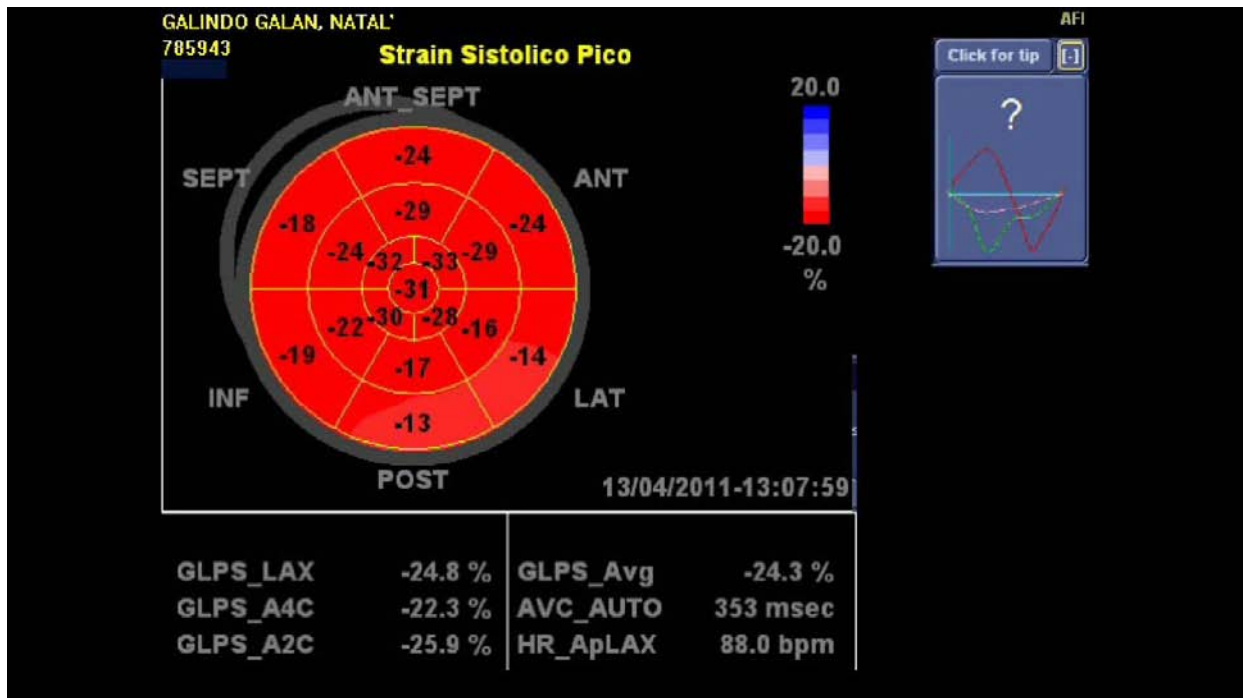 GALINDO GALAN, NATAL'
AFI
785943
Strain Sistolico Pico
Click for tip [-]
?
ANT_SEPT
SEPT
ANT
INF
LAT
POST
-24
-18
-24
-29
-24
-29
-32
-33
-31
-30
-28
-22
-16
-19
-14
-17
-13
20.0
-20.0
%
13/04/2011-13:07:59
GLPS_LAX -24.8 %
GLPS_A4C -22.3 %
GLPS_A2C -25.9 %
GLPS_Avg -24.3 %
AVC_AUTO 353 msec
HR_ApLAX 88.0 bpm